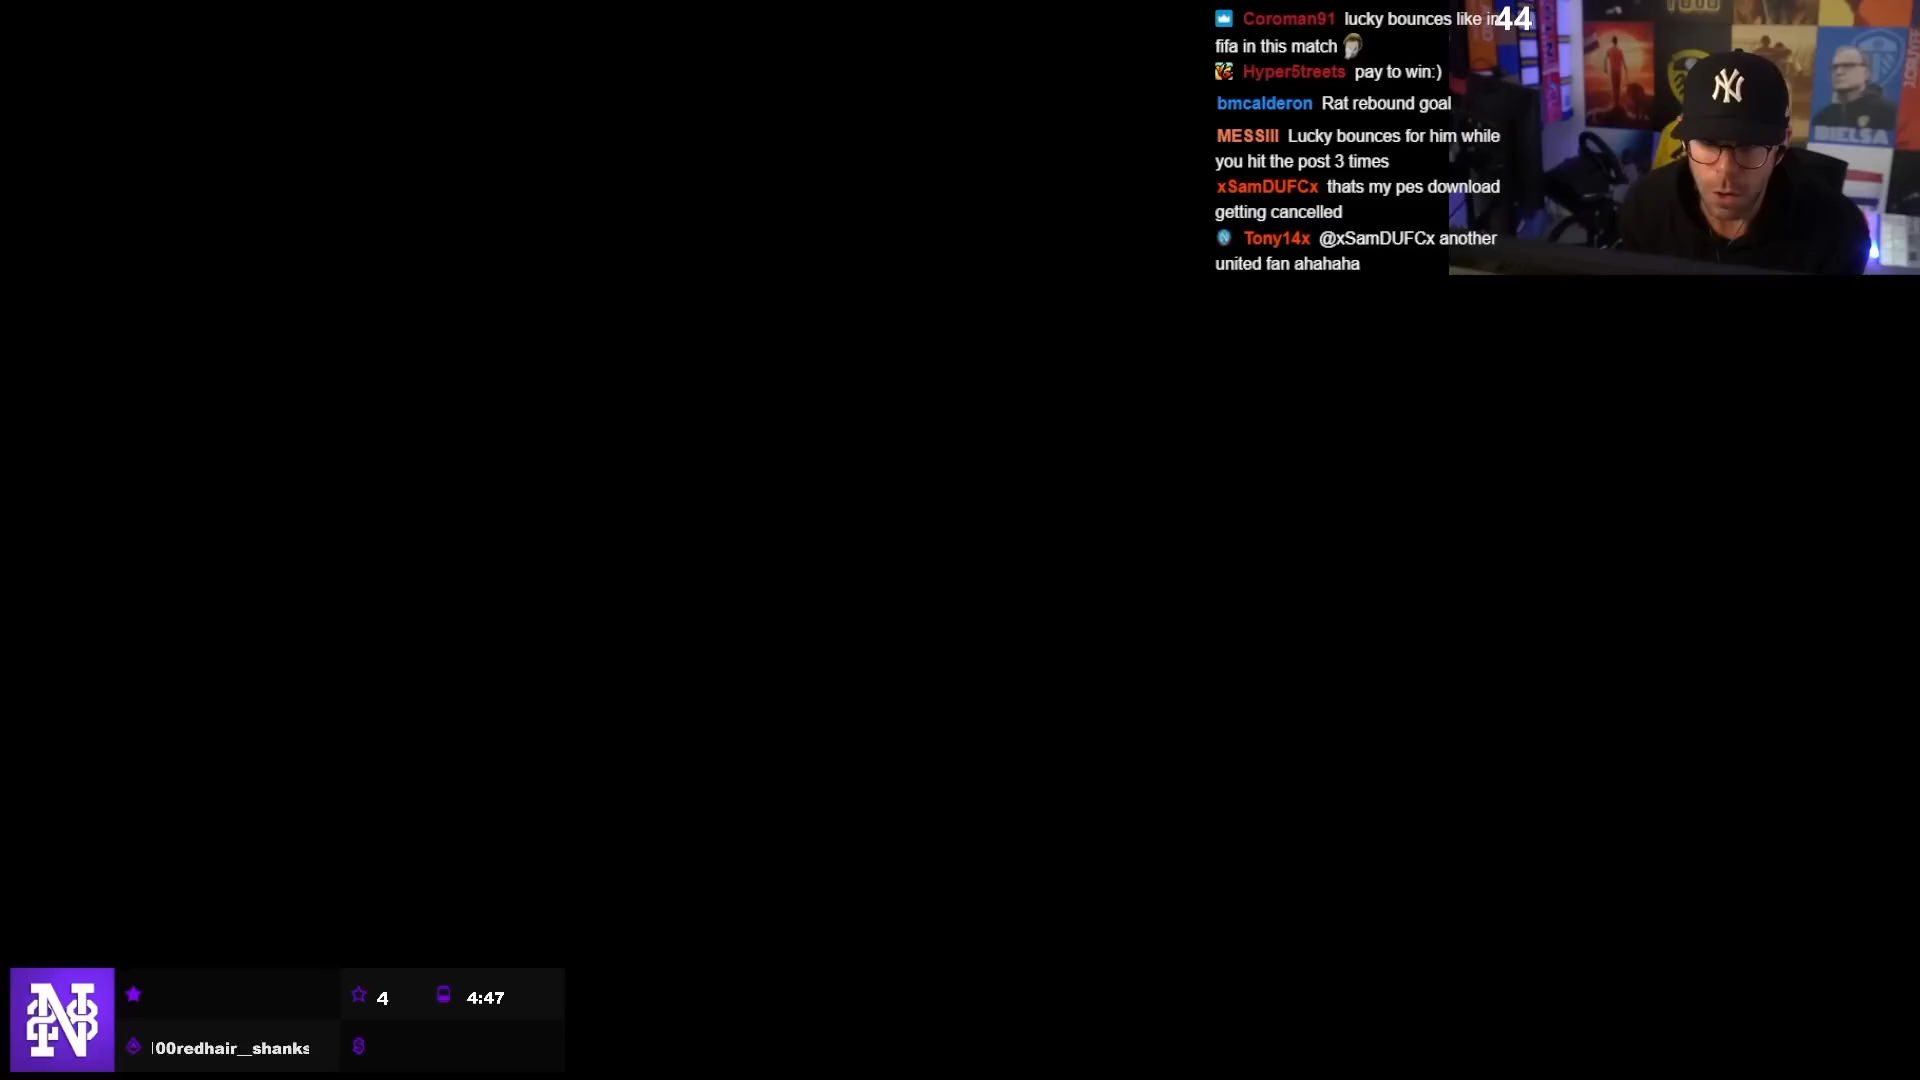 Coroman91 lucky bounces like in
44
fifa in this match
Hyper5treets pay to win:)
bmcalderon Rat rebound goal
MESSIII Lucky bounces for him while
you hit the post 3 times
xSamDUFCx thats my pes download
getting cancelled
Tony14x @xSamDUFCx another
united fan ahahaha
NY
BIELSA
4
4:47
00redhair__shanks